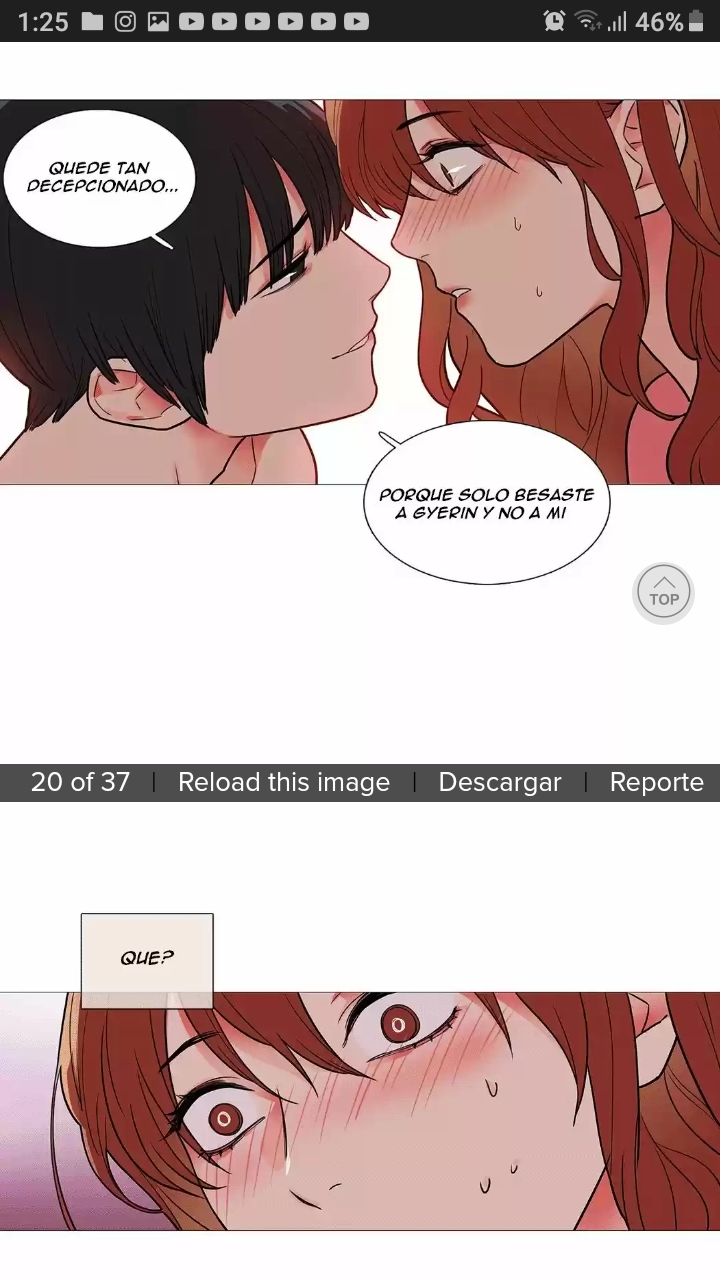 1:25
46%
QUEDE TAN
DECEPCIONADO...
PORQUE SOLO BESASTE
A GYERIN Y NO A MI
TOP
20 of 37 | Reload this image | Descargar | Reporte
QUE?